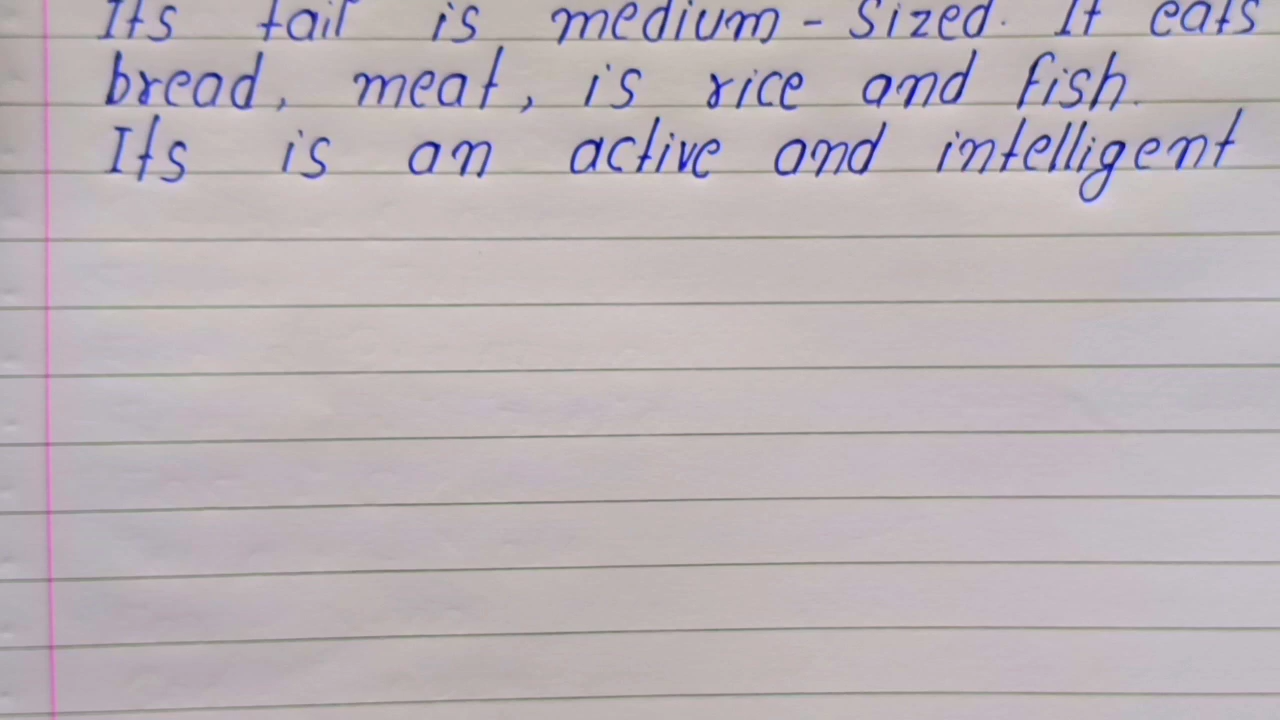 Its tail is medium - Sized. It eats
bread, meat, is rice and fish.
Its is an active and intelligent